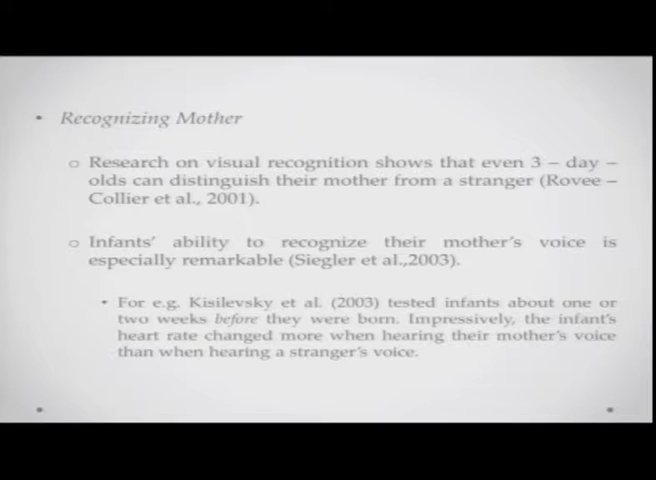 • Recognizing Mother
o Research on visual recognition shows that even 3 – day –
olds can distinguish their mother from a stranger (Rovee –
Collier et al., 2001).
o Infants' ability to recognize their mother's voice is
especially remarkable (Siegler et al.,2003).
• For e.g. Kisilevsky et al. (2003) tested infants about one or
two weeks before they were born. Impressively, the infant's
heart rate changed more when hearing their mother's voice
than when hearing a stranger's voice.